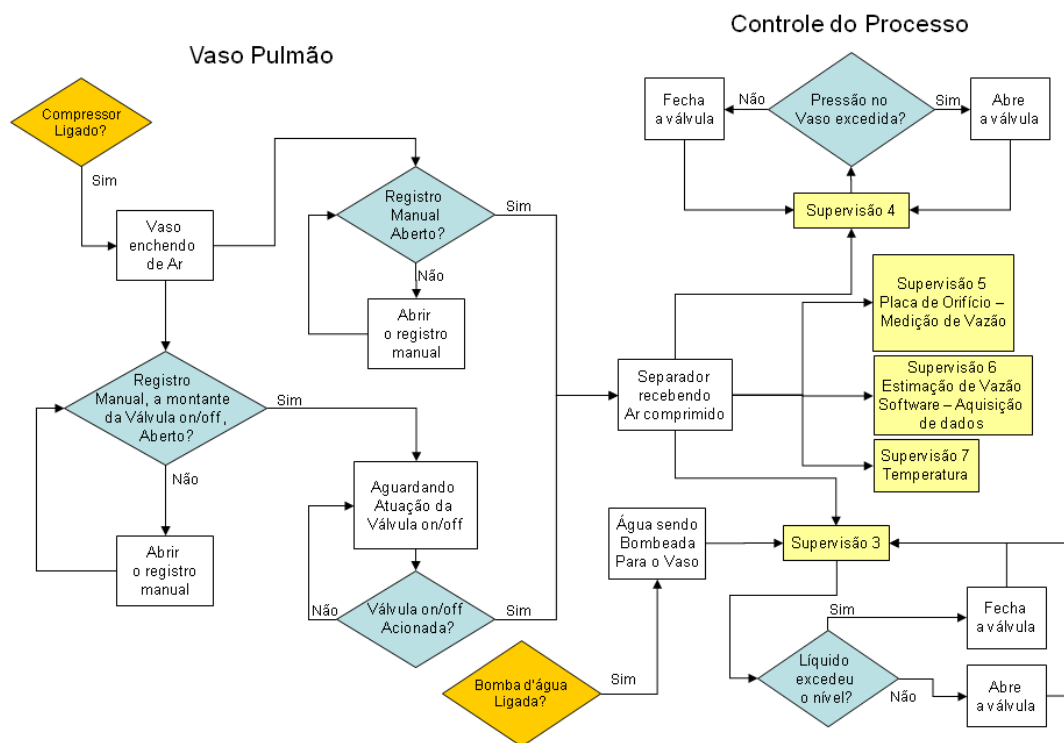 Controle do Processo
Vaso Pulmão
Compressor
Ligado?
Sim
Vaso
enchendo
de Ar
Registro
Manual
Aberto?
Sim
Não
Abrir
o registro
manual
Registro
Manual, a montante
da Válvula on/off,
Aberto?
Sim
Não
Abrir
o registro
manual
Aguardando
Atuação da
Válvula on/off
Válvula on/off
Acionada?
Não
Sim
Fecha
a válvula
Não
Pressão no
Vaso excedida?
Sim
Abre
a válvula
Supervisão 4
Separador
recebendo
Ar comprimido
Supervisão 5
Placa de Orifício –
Medição de Vazão
Supervisão 6
Estimação de Vazão
Software – Aquisição
de dados
Supervisão 7
Temperatura
Água sendo
Bombeada
Para o Vaso
Supervisão 3
Bomba d'água
Ligada?
Sim
Líquido
excedeu
o nível?
Sim
Fecha
a válvula
Não
Abre
a válvula